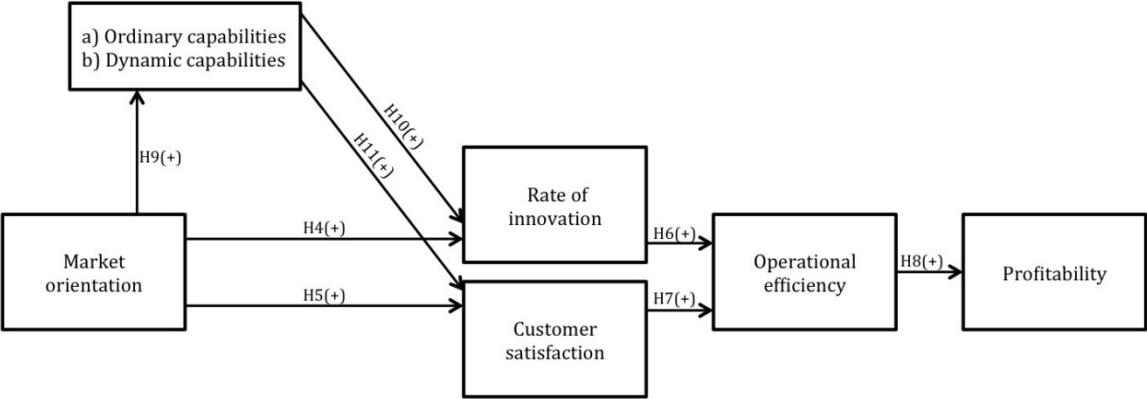 a) Ordinary capabilities
b) Dynamic capabilities
H10(+)
H11(+)
H9(+)
Rate of
innovation
H4(+)
H6(+)
Market
orientation
Operational
efficiency
H8(+)
Profitability
H5(+)
H7(+)
Customer
satisfaction